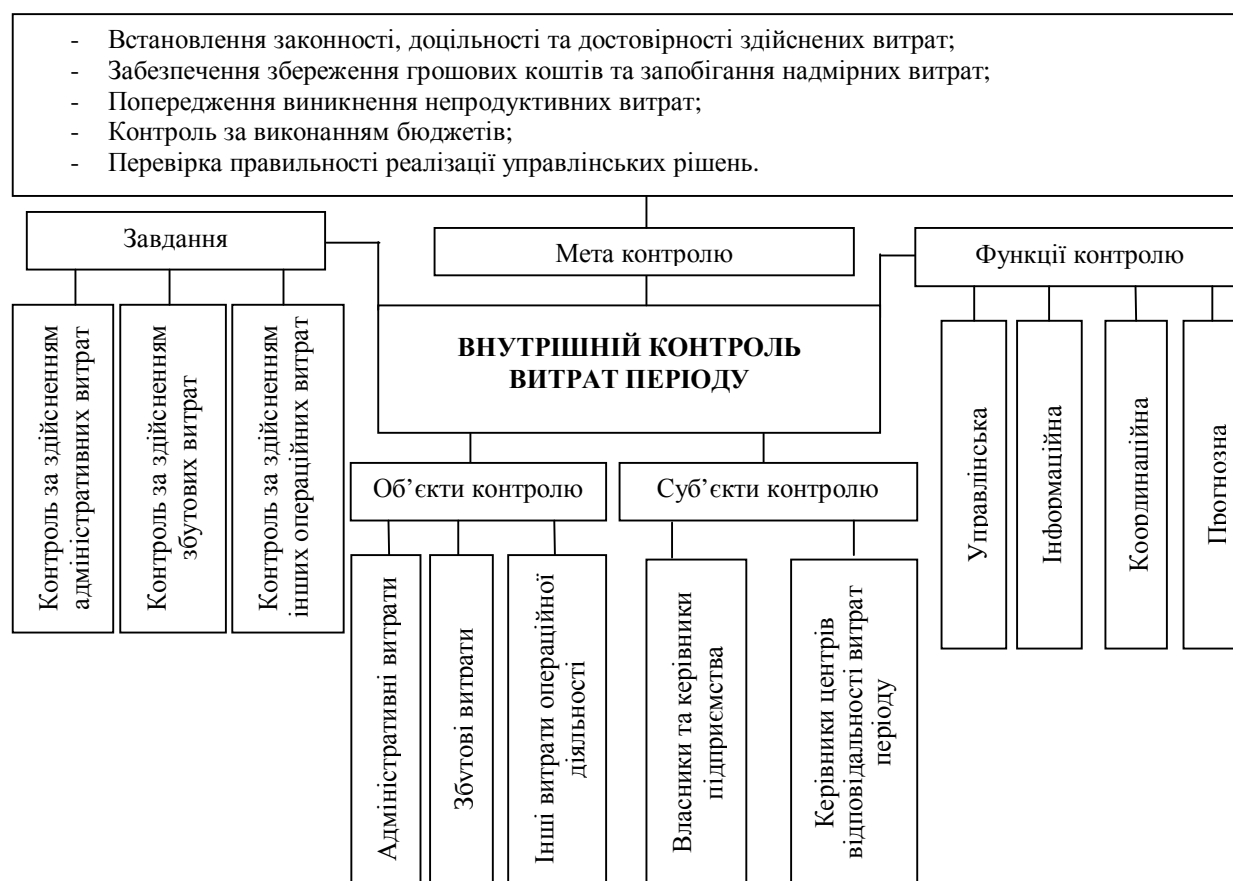 - Встановлення законності, доцільності та достовірності здійснених витрат;
- Забезпечення збереження грошових коштів та запобігання надмірних витрат;
- Попередження виникнення непродуктивних витрат;
- Контроль за виконанням бюджетів;
- Перевірка правильності реалізації управлінських рішень.
Завдання
Мета контролю
Функції контролю
Контроль за здійсненням
адміністративних витрат
Контроль за здійсненням
збутових витрат
Контроль за здійсненням
інших операційних витрат
ВНУТРІШНІЙ КОНТРОЛЬ
ВИТРАТ ПЕРІОДУ
Управлінська
Інформаційна
Координаційна
Прогнозна
Об’єкти контролю
Суб’єкти контролю
Адміністративні витрати
Збутові витрати
Інші витрати операційної
діяльності
Власники та керівники
підприємства
Керівники центрів
відповідальності витрат
періоду